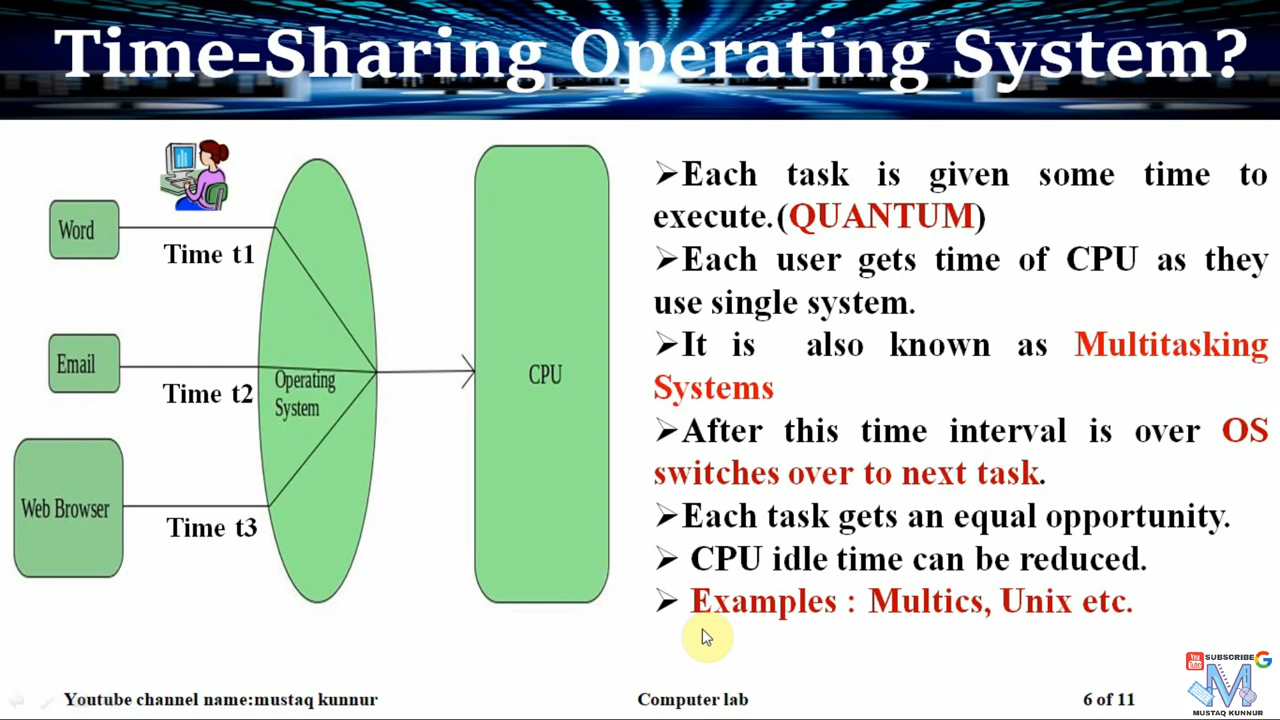 Time-Sharing Operating System?
Word
Time t1
Email
Time t2
Operating
System
CPU
Web Browser
Time t3
➢Each task is given some time to
execute.(QUANTUM)
➢Each user gets time of CPU as they
use single system.
➢It is also known as Multitasking
Systems
➢After this time interval is over OS
switches over to next task.
➢Each task gets an equal opportunity.
➢ CPU idle time can be reduced.
➢ Examples : Multics, Unix etc.
Youtube channel name:mustaq kunnur
Computer lab
6 of 11
You Tube
SUBSCRIBE
G
M
MUSTAQ KUNNUR